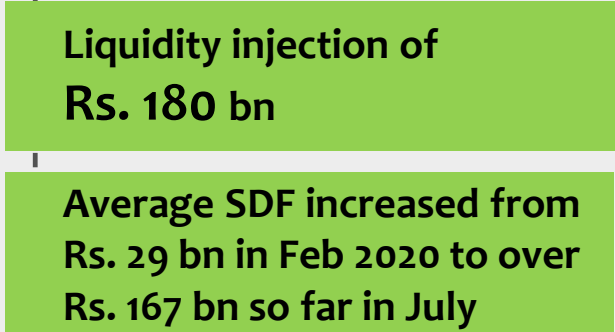 Liquidity injection of
Rs. 180 bn
Average SDF increased from
Rs. 29 bn in Feb 2020 to over
Rs. 167 bn so far in July